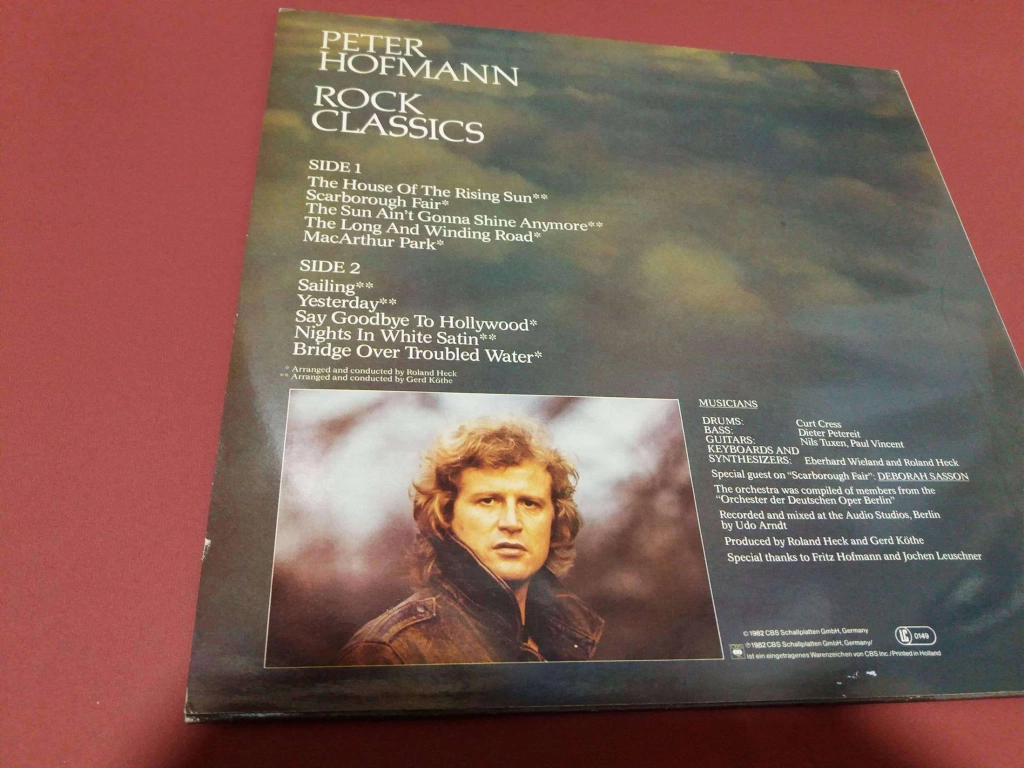 PETER
HOFMANN
ROCK
CLASSICS
SIDE 1
The House Of The Rising Sun**
Scarborough Fair*
The Sun Ain't Gonna Shine Anymore**
The Long And Winding Road*
MacArthur Park*
SIDE 2
Sailing**
Yesterday**
Say Goodbye To Hollywood*
Nights In White Satin**
Bridge Over Troubled Water*
* Arranged and conducted by Roland Heck
** Arranged and conducted by Gerd Köthe
MUSICIANS
DRUMS: Curt Cress
BASS: Dieter Petereit
GUITARS: Nils Tuxen, Paul Vincent
KEYBOARDS AND
SYNTHESIZERS: Eberhard Wieland and Roland Heck
Special guest on "Scarborough Fair": DEBORAH SASSON
The orchestra was compiled of members from the
"Orchester der Deutschen Oper Berlin"
Recorded and mixed at the Audio Studios, Berlin
by Udo Arndt
Produced by Roland Heck and Gerd Köthe
Special thanks to Fritz Hofmann and Jochen Leuschner
© 1982 CBS Schallplatten GmbH, Germany
℗ 1982 CBS Schallplatten GmbH, Germany/
ist ein eingetragenes Warenzeichen von CBS Inc./Printed in Holland
LC 0149